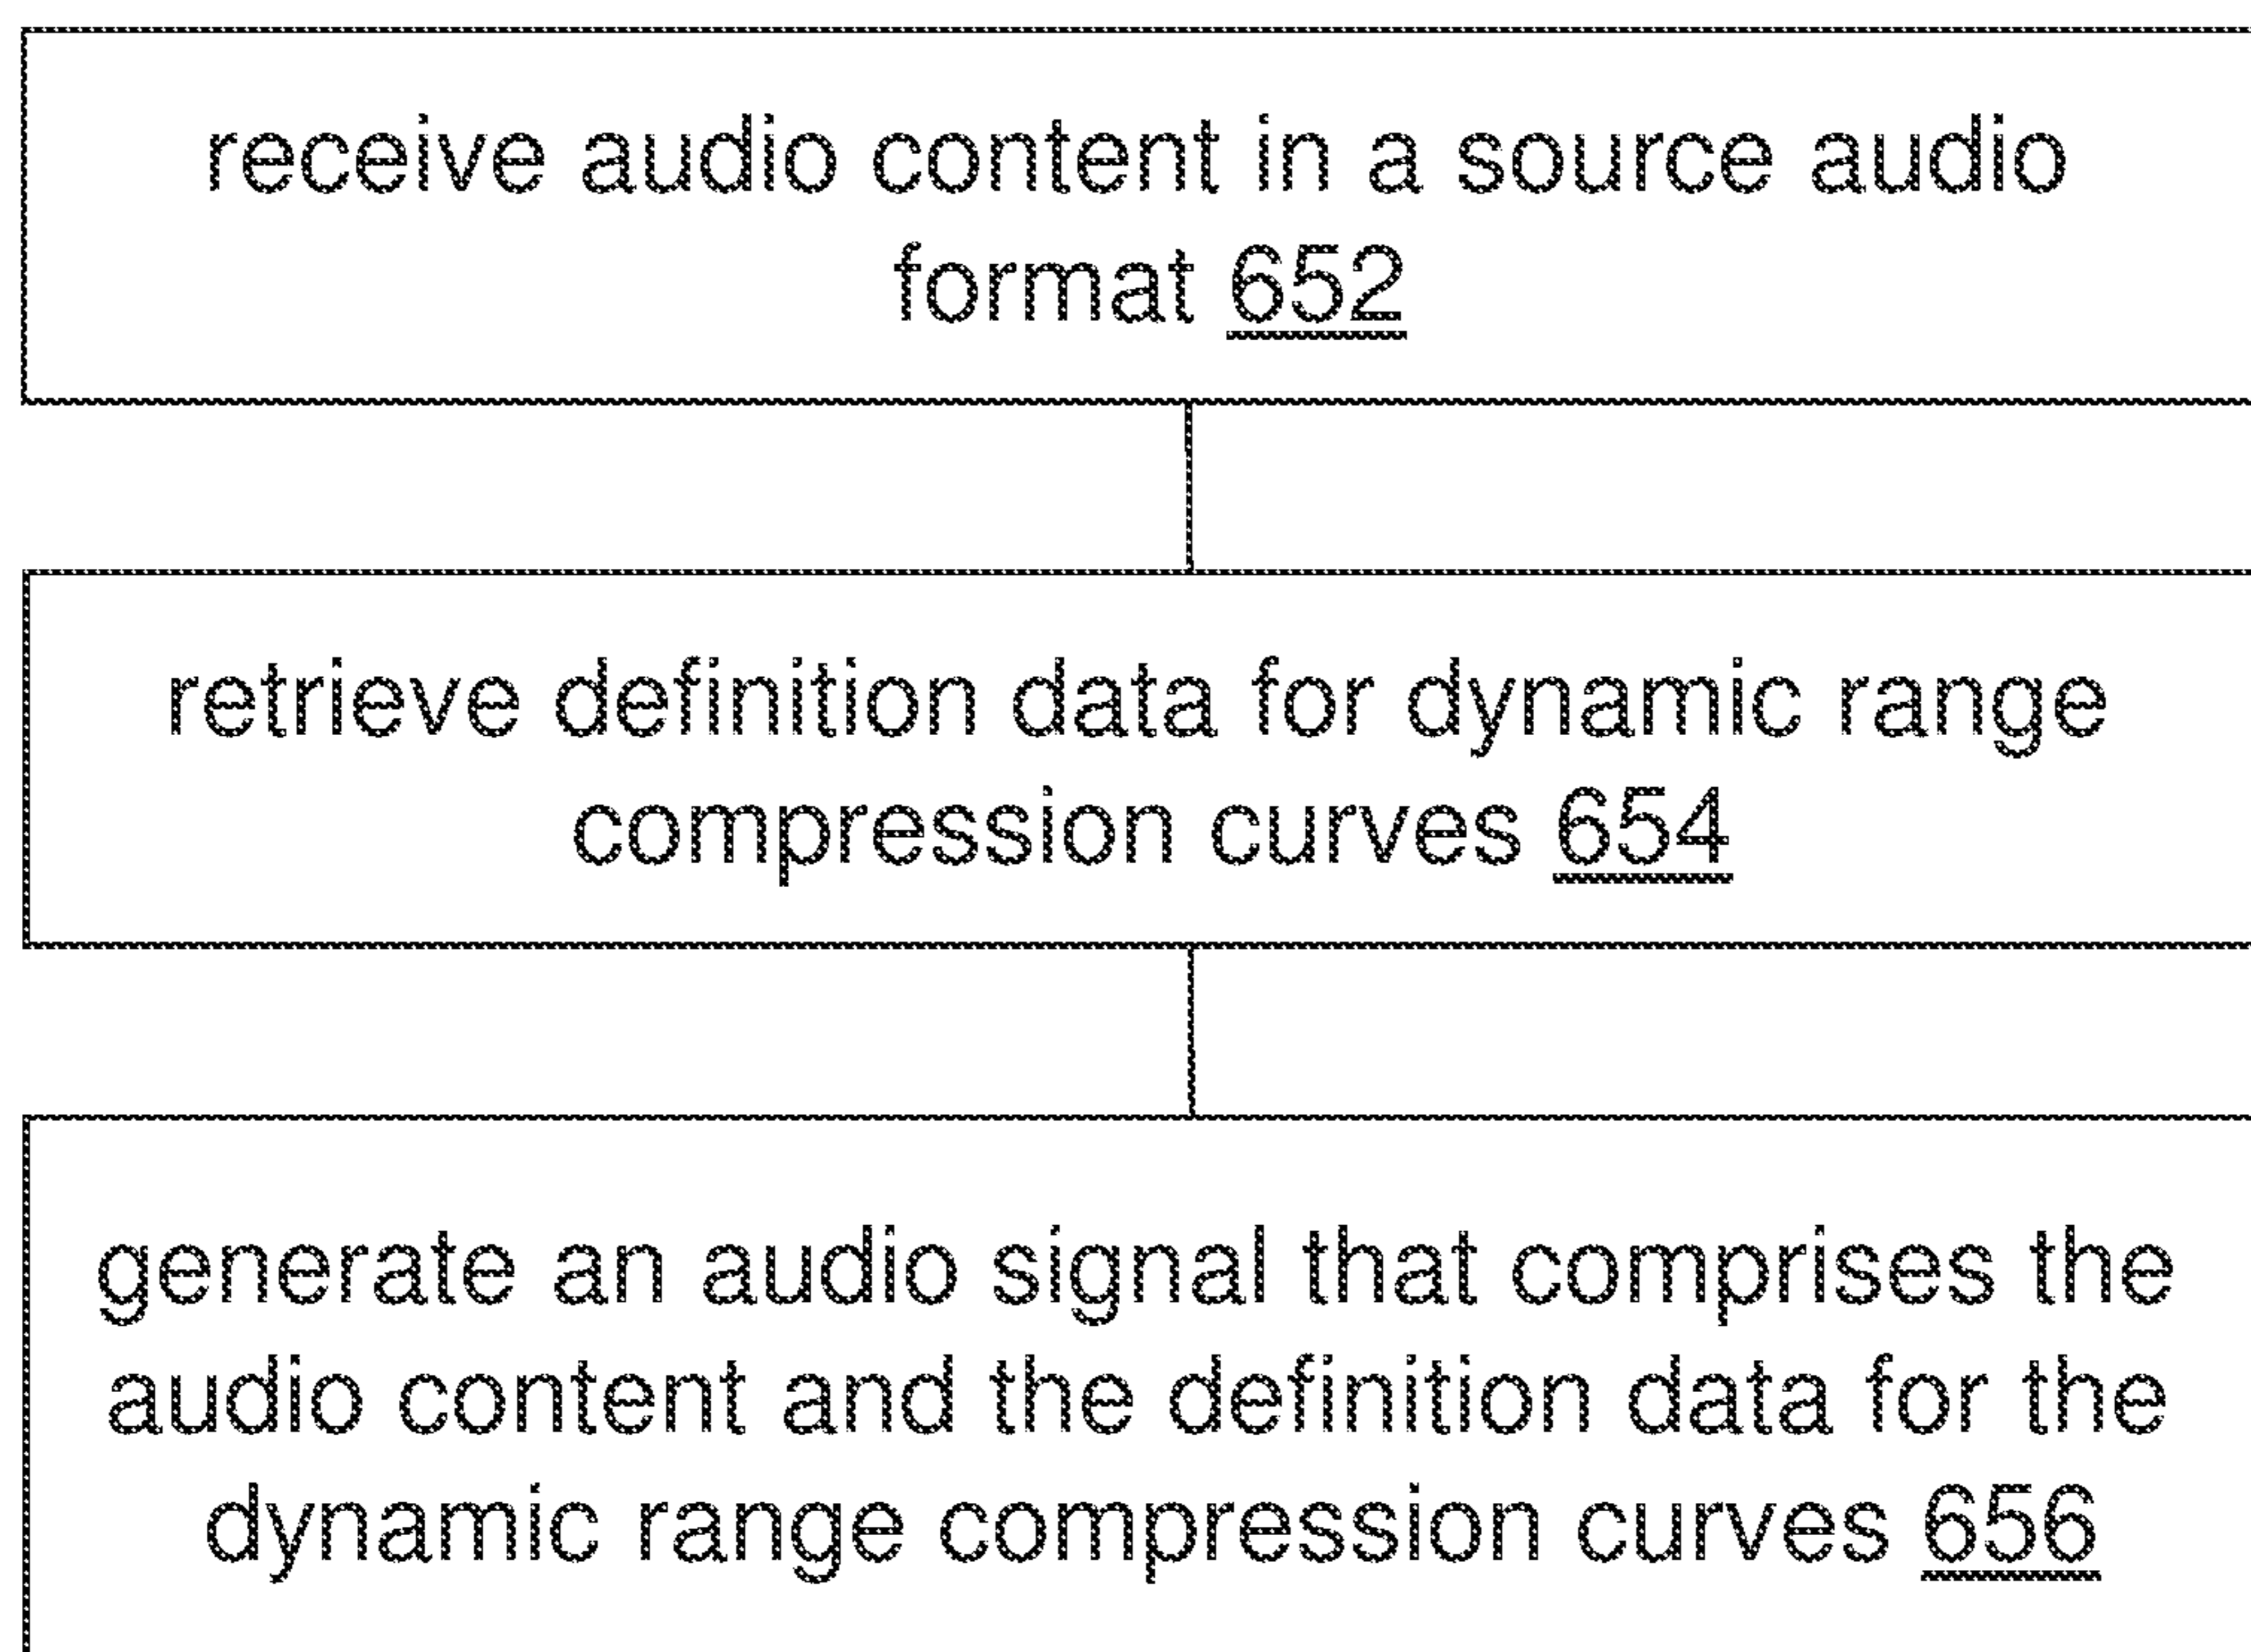 receive audio content in a source audio
format 652
retrieve definition data for dynamic range
compression curves 654
generate an audio signal that comprises the
audio content and the definition data for the
dynamic range compression curves 656